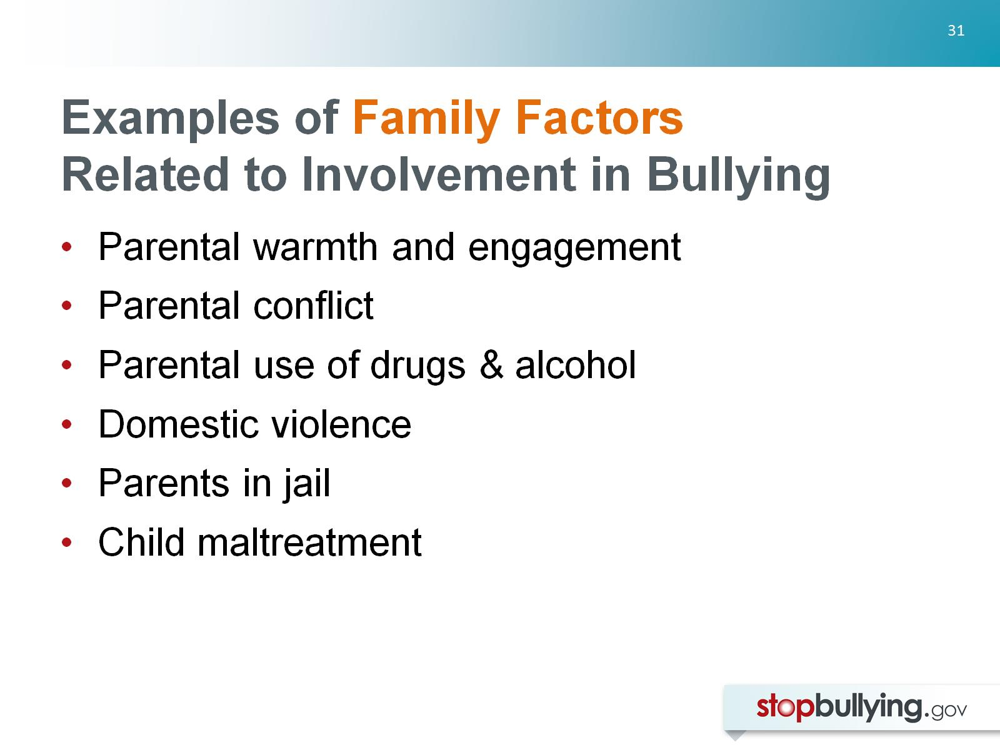 31
Examples of Family Factors
Related to Involvement in Bullying
• Parental warmth and engagement
• Parental conflict
• Parental use of drugs & alcohol
• Domestic violence
• Parents in jail
• Child maltreatment
stopbullying.gov